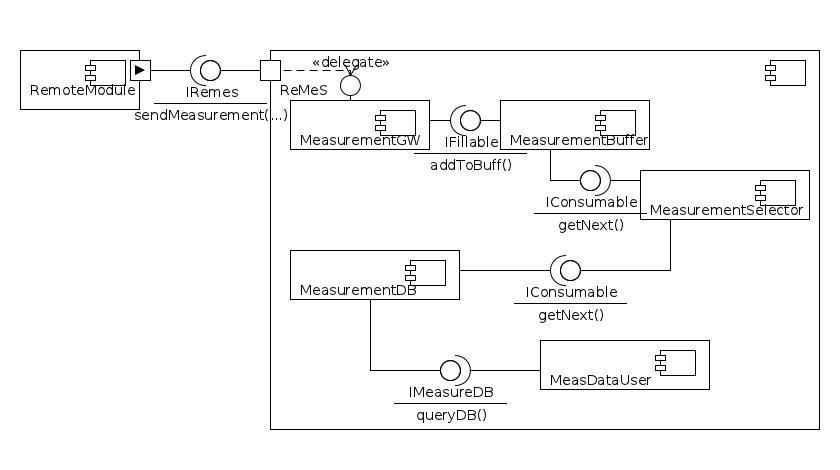 «delegate»
RemoteModule
IRemes
ReMeS
sendMeasurement(...)
MeasurementGW
IFillable
MeasurementBuffer
addToBuff()
IConsumable
MeasurementSelector
getNext()
MeasurementDB
IConsumable
getNext()
MeasDataUser
IMeasureDB
queryDB()